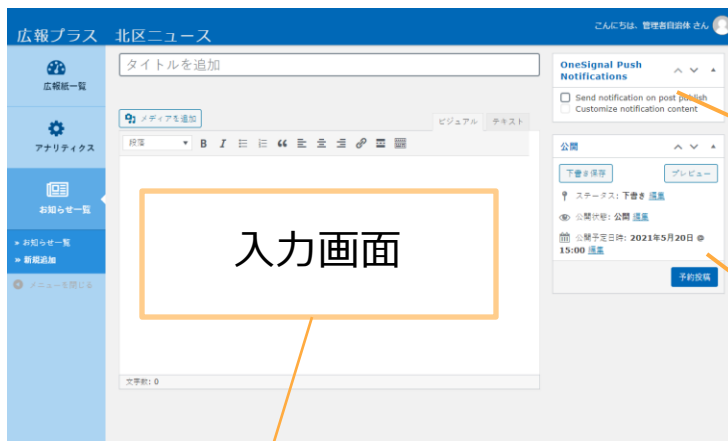 広報プラス 北区ニュース
こんにちは、管理者自治体 さん
広報紙一覧
アナリティクス
お知らせ一覧
» お知らせ一覧
» 新規追加
メニューを閉じる
タイトルを追加
メディアを追加
ビジュアル テキスト
段落
B I
入力画面
文字数: 0
OneSignal Push
Notifications
Send notification on post publish
Customize notification content
公開
下書き保存 プレビュー
ステータス: 下書き 編集
公開状態: 公開 編集
公開予定日時: 2021年5月20日 @
15:00 編集
予約投稿